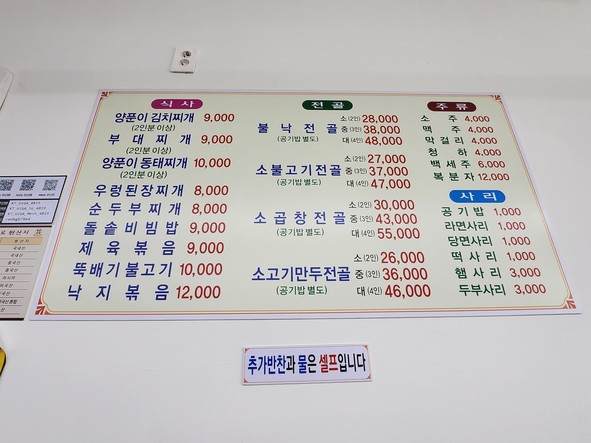 식사
양푼이 김치찌개 9,000
(2인분 이상)
부대찌개 9,000
(2인분 이상)
양푼이 동태찌개 10,000
(2인분 이상)
우렁된장찌개 8,000
순두부찌개 9,000
돌솥비빔밥 9,000
제육볶음 9,000
뚝배기불고기 10,000
낙지볶음 12,000
전골
소(2인) 28,000
불낙전골 중(3인) 38,000
(공기밥 별도) 대(4인) 48,000
소(2인) 27,000
소불고기전골 중(3인) 37,000
(공기밥 별도) 대(4인) 47,000
소(2인) 30,000
소곱창전골 중(3인) 43,000
(공기밥 별도) 대(4인) 55,000
소(2인) 26,000
소고기만두전골 중(3인) 36,000
(공기밥 별도) 대(4인) 46,000
주류
소주 4,000
맥주 4,000
막걸리 4,000
청하 4,000
백세주 6,000
복분자 12,000
사리
공기밥 1,000
라면사리 1,000
당면사리 1,000
떡사리 1,000
햄사리 3,000
두부사리 3,000
추가반찬과 물은 셀프입니다